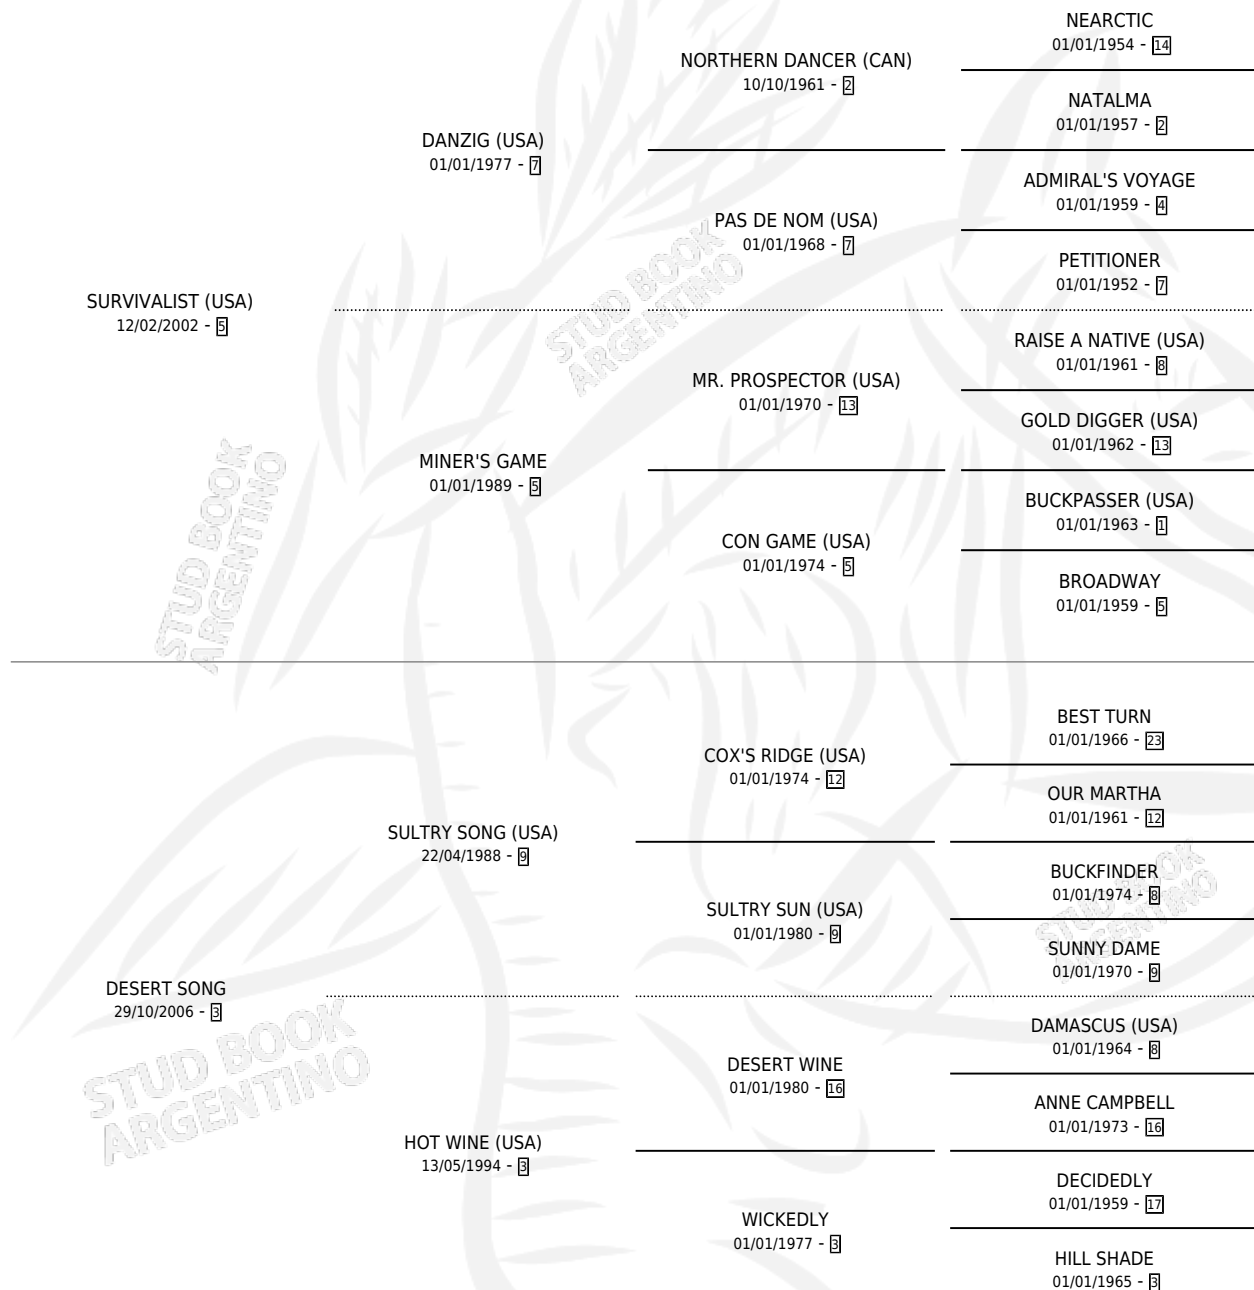 NEARCTIC
01/01/1954 - 14
NORTHERN DANCER (CAN)
10/10/1961 - 2
NATALMA
01/01/1957 - 2
DANZIG (USA)
01/01/1977 - 7
ADMIRAL'S VOYAGE
01/01/1959 - 4
PAS DE NOM (USA)
01/01/1968 - 7
PETITIONER
01/01/1952 - 7
SURVIVALIST (USA)
12/02/2002 - 5
RAISE A NATIVE (USA)
01/01/1961 - 8
MR. PROSPECTOR (USA)
01/01/1970 - 13
GOLD DIGGER (USA)
01/01/1962 - 13
MINER'S GAME
01/01/1989 - 5
BUCKPASSER (USA)
01/01/1963 - 1
CON GAME (USA)
01/01/1974 - 5
BROADWAY
01/01/1959 - 5
BEST TURN
01/01/1966 - 23
COX'S RIDGE (USA)
01/01/1974 - 12
OUR MARTHA
01/01/1961 - 12
SULTRY SONG (USA)
22/04/1988 - 9
BUCKFINDER
01/01/1974 - 8
SULTRY SUN (USA)
01/01/1980 - 9
SUNNY DAME
01/01/1970 - 9
DESERT SONG
29/10/2006 - 3
DAMASCUS (USA)
01/01/1964 - 8
DESERT WINE
01/01/1980 - 16
ANNE CAMPBELL
01/01/1973 - 16
HOT WINE (USA)
13/05/1994 - 3
DECIDEDLY
01/01/1959 - 17
WICKEDLY
01/01/1977 - 3
HILL SHADE
01/01/1965 - 3
STUD BOOK
ARGENTINO
STUD BOOK
ARGENTINO
STUD BOOK
ARGENTINO
STUD BOOK
ARGENTINO